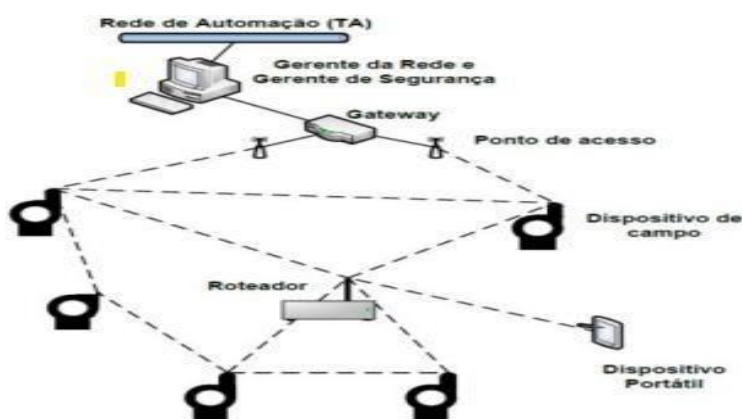 Rede de Automação (TA)
Gerente da Rede e
Gerente de Segurança
Gateway
Ponto de acesso
Dispositivo de
campo
Roteador
Dispositivo
Portátil